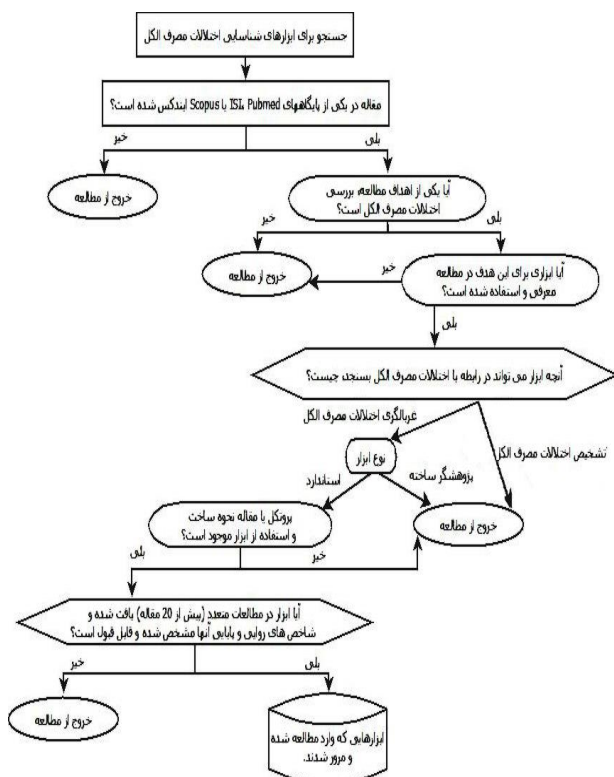 جستجو برای ابزارهای شناسایی اختلالات مصرف الکل
مقاله در یکی از پایگاههای ISI، Pubmed یا Scopus ایندکس شده است؟
خیر
بلی
خروج از مطالعه
آیا یکی از اهداف مطالعه، بررسی
اختلالات مصرف الکل است؟
خیر
بلی
خروج از مطالعه
خیر
آیا ابزاری برای این هدف در مطالعه
معرفی و استفاده شده است؟
بلی
آنچه ابزار می تواند در رابطه با اختلالات مصرف الکل بسنجد، چیست؟
غربالگری اختلالات مصرف الکل
تشخیص اختلالات مصرف الکل
نوع ابزار
استاندارد
پژوهشگر ساخته
خروج از مطالعه
پروتکل یا مقاله نحوه ساخت
و استفاده از ابزار موجود است؟
بلی
خیر
آیا ابزار در مطالعات متعدد (بیش از 20 مقاله) یافت شده و
شاخص های روایی و پایایی آنها مشخص شده و قابل قبول است؟
خیر
بلی
خروج از مطالعه
ابزارهایی که وارد مطالعه شده
و مرور شدند.